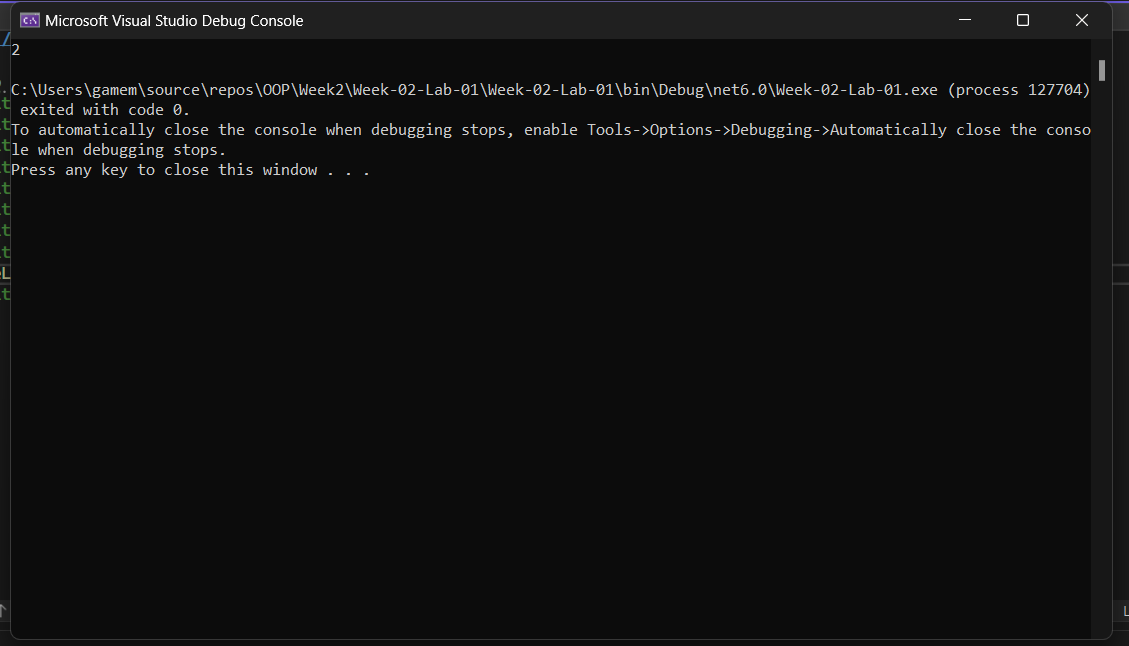 Microsoft Visual Studio Debug Console
2
C:\Users\gamem\source\repos\OOP\Week2\Week-02-Lab-01\Week-02-Lab-01\bin\Debug\net6.0\Week-02-Lab-01.exe (process 127704)
exited with code 0.
To automatically close the console when debugging stops, enable Tools->Options->Debugging->Automatically close the conso
le when debugging stops.
Press any key to close this window . . .